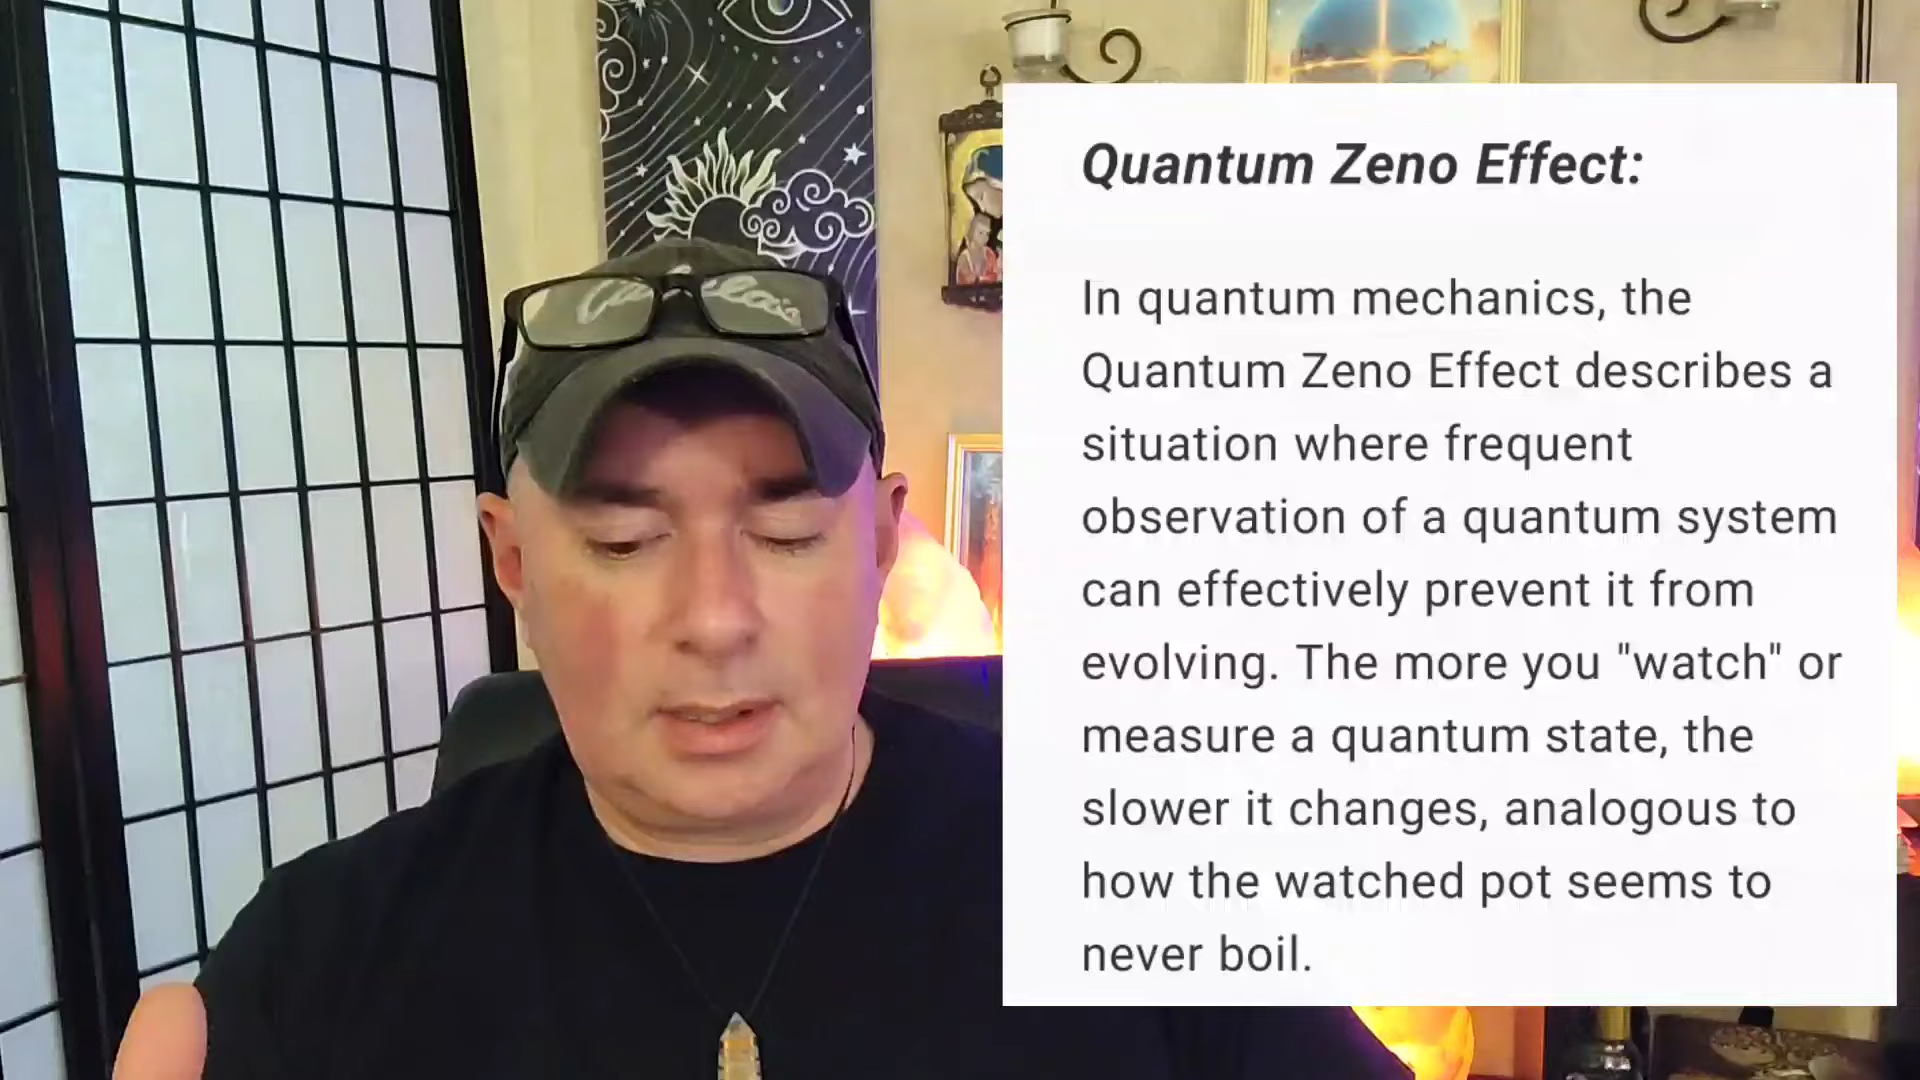 Quantum Zeno Effect:
In quantum mechanics, the
Quantum Zeno Effect describes a
situation where frequent
observation of a quantum system
can effectively prevent it from
evolving. The more you "watch" or
measure a quantum state, the
slower it changes, analogous to
how the watched pot seems to
never boil.